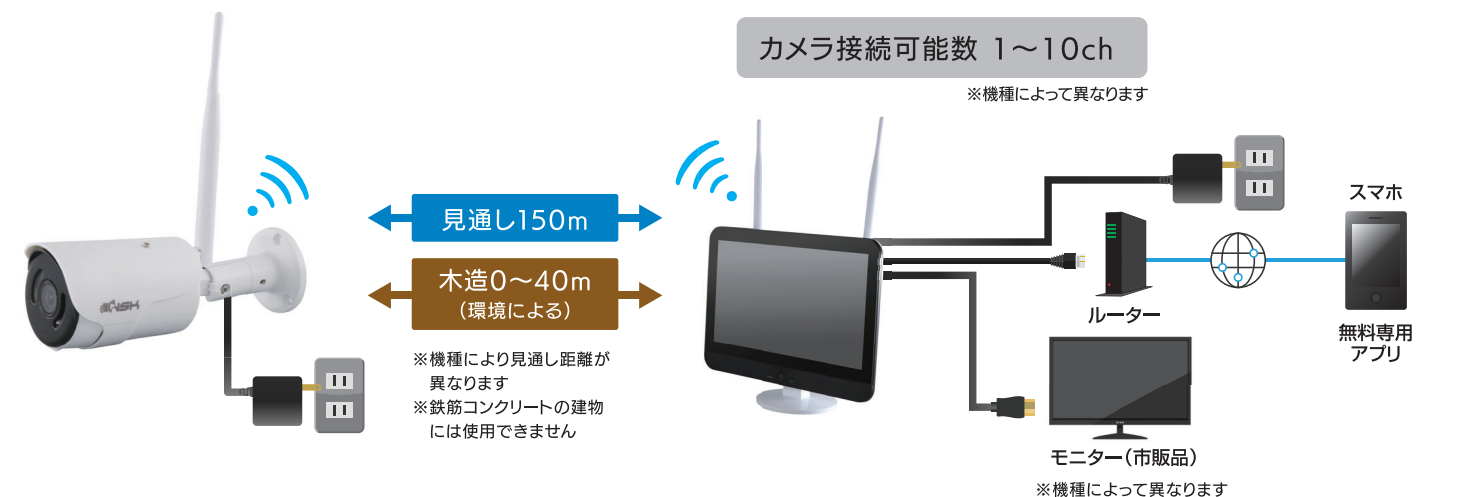 カメラ接続可能数 1～10ch
※機種によって異なります
見通し150m
木造0～40m
（環境による）
※機種により見通し距離が
異なります
※鉄筋コンクリートの建物
には使用できません
NSK
ルーター
スマホ
無料専用
アプリ
モニター（市販品）
※機種によって異なります